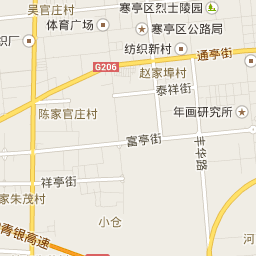 吴官庄村
寒亭区烈士陵园
体育广场
寒亭区公路局
织厂
纺织新村
通亭街
G206
赵家埠村
泰祥街
陈家官庄村
年画研究所
富亭街
丰华路
祥亭街
家朱茂村
小仓
青银高速
河